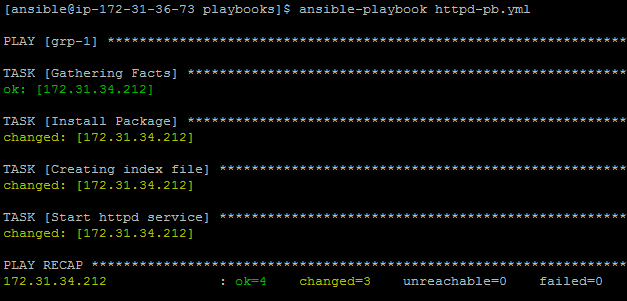 [ansible@ip-172-31-36-73 playbooks]$ ansible-playbook httpd-pb.yml
PLAY [grp-1] *****************************************************************
TASK [Gathering Facts] *******************************************************
ok: [172.31.34.212]
TASK [Install Package] *******************************************************
changed: [172.31.34.212]
TASK [Creating index file] ***************************************************
changed: [172.31.34.212]
TASK [Start httpd service] ***************************************************
changed: [172.31.34.212]
PLAY RECAP *******************************************************************
172.31.34.212 : ok=4 changed=3 unreachable=0 failed=0